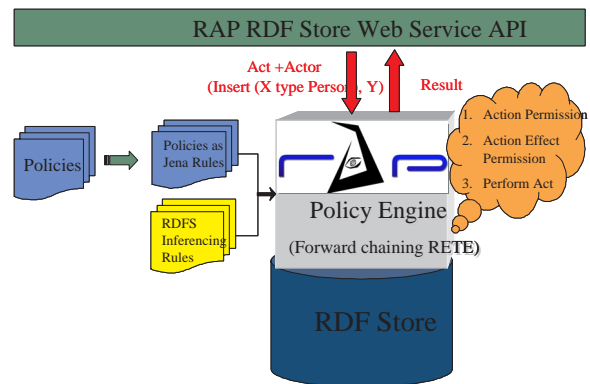 RAP RDF Store Web Service API
Act +Actor
(Insert (X type Person), Y)
Result
1. Action Permission
2. Action Effect
Permission
3. Perform Act
Policies
Policies as
Jena Rules
RDFS
Inferencing
Rules
r A p
Policy Engine
(Forward chaining RETE)
RDF Store